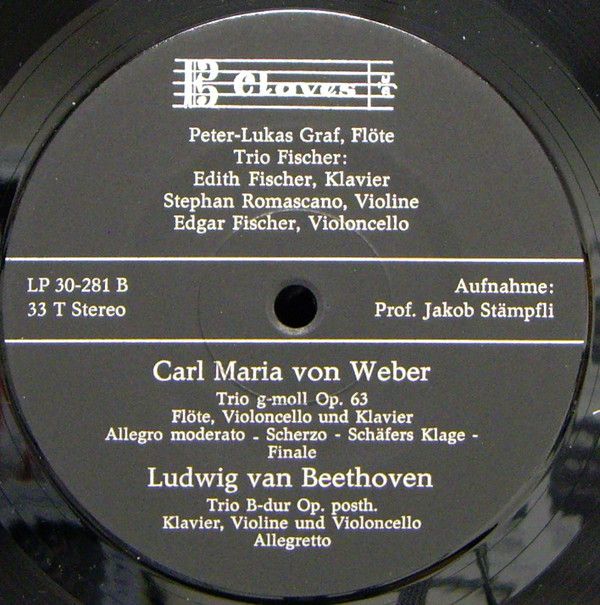 Claves
Peter-Lukas Graf, Flöte
Trio Fischer:
Edith Fischer, Klavier
Stephan Romascano, Violine
Edgar Fischer, Violoncello
LP 30-281 B
33 T Stereo
Aufnahme:
Prof. Jakob Stämpfli
Carl Maria von Weber
Trio g-moll Op. 63
Flöte, Violoncello und Klavier
Allegro moderato - Scherzo - Schäfers Klage -
Finale
Ludwig van Beethoven
Trio B-dur Op. posth.
Klavier, Violine und Violoncello
Allegretto